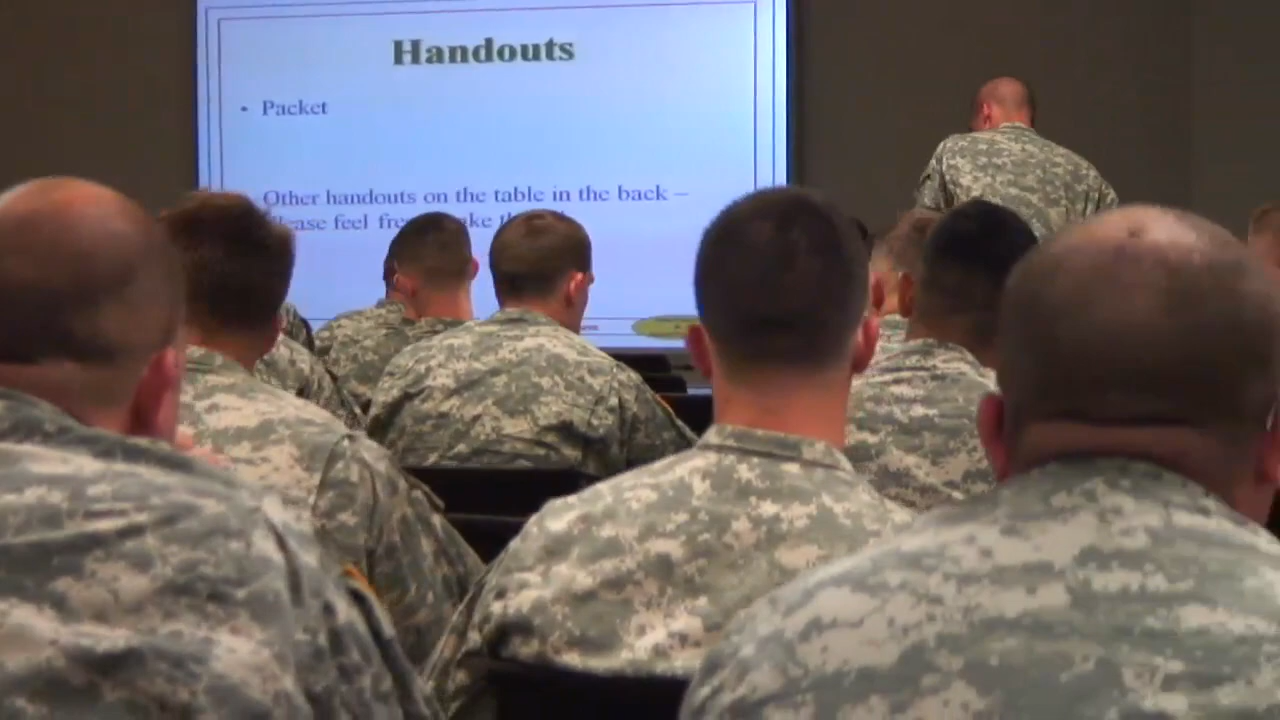 Handouts
• Packet
Other handouts on the table in the back –
feel